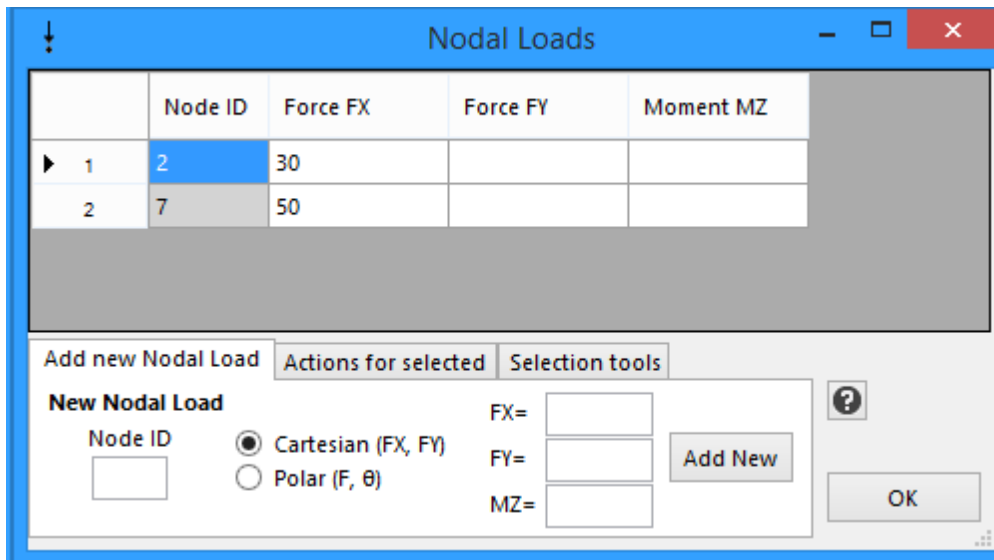 Nodal Loads
Node ID Force FX Force FY Moment MZ
1 2 30
2 7 50
Add new Nodal Load Actions for selected Selection tools
New Nodal Load
Node ID
Cartesian (FX, FY)
Polar (F, θ)
FX=
FY=
MZ=
Add New
?
OK